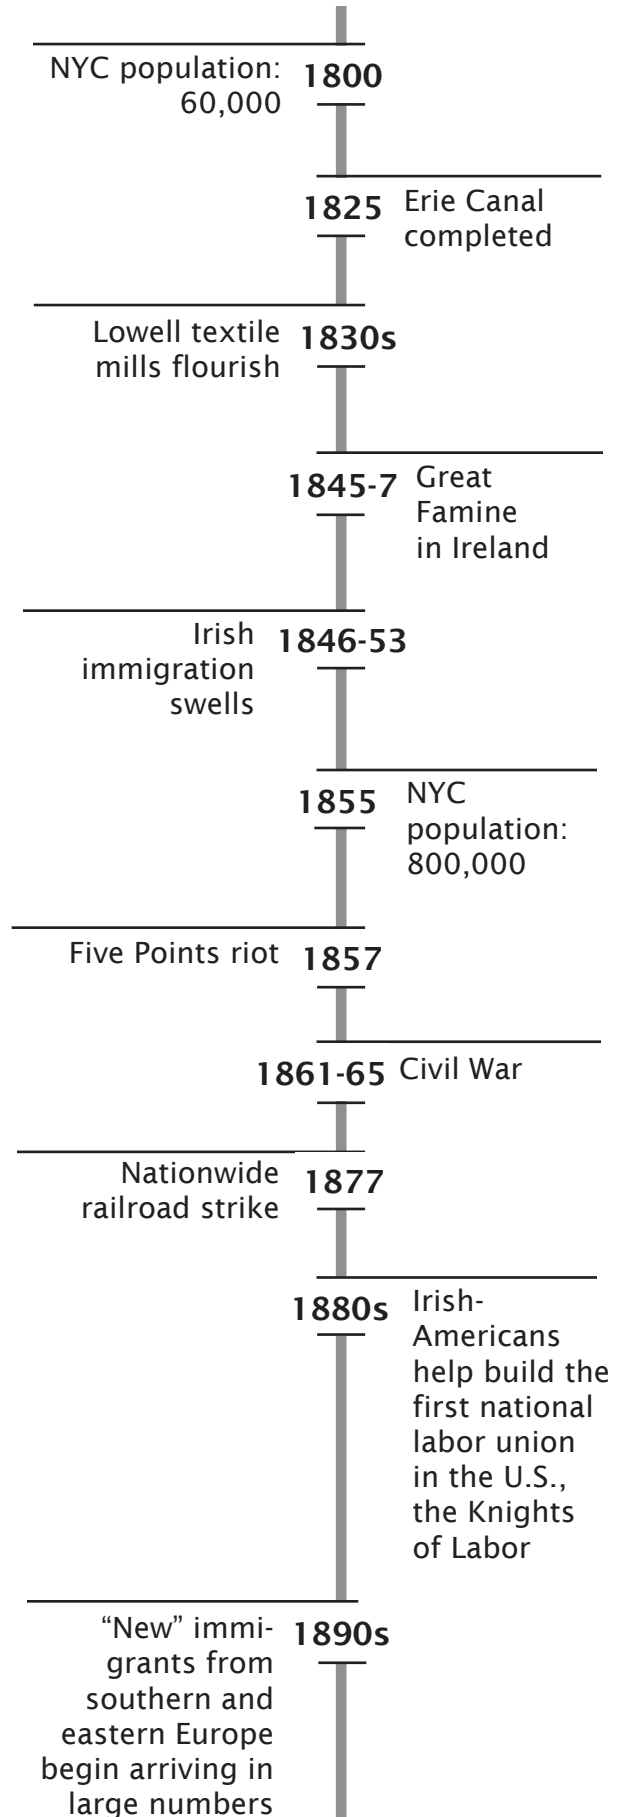 NYC population:
60,000
1800
1825
Erie Canal
completed
Lowell textile
mills flourish
1830s
1845-7
Great
Famine
in Ireland
Irish
immigration
swells
1846-53
1855
NYC
population:
800,000
Five Points riot
1857
1861-65
Civil War
Nationwide
railroad strike
1877
1880s
Irish-
Americans
help build the
first national
labor union
in the U.S.,
the Knights
of Labor
“New” immi-
grants from
southern and
eastern Europe
begin arriving in
large numbers
1890s